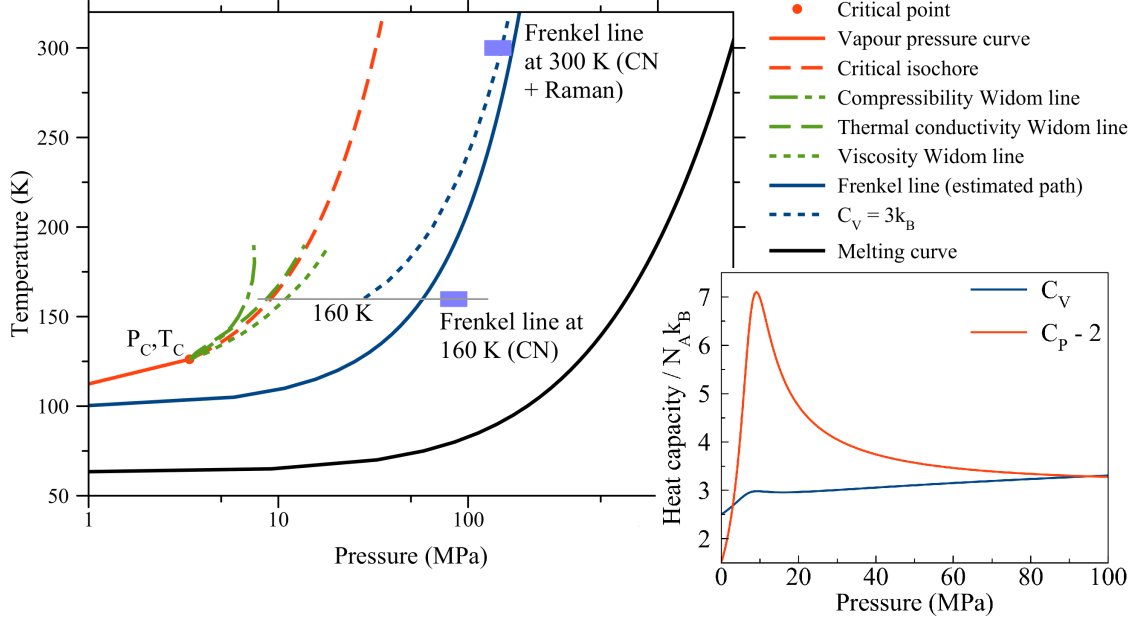 300
250
200
150
100
50
1
10
100
Temperature (K)
Pressure (MPa)
Frenkel line
at 300 K (CN
+ Raman)
160 K
Frenkel line at
160 K (CN)
P_C,T_C
Critical point
Vapour pressure curve
Critical isochore
Compressibility Widom line
Thermal conductivity Widom line
Viscosity Widom line
Frenkel line (estimated path)
C_V = 3k_B
Melting curve
7
6
5
4
3
2
0
20
40
60
80
100
Heat capacity / N_A k_B
Pressure (MPa)
C_V
C_P - 2